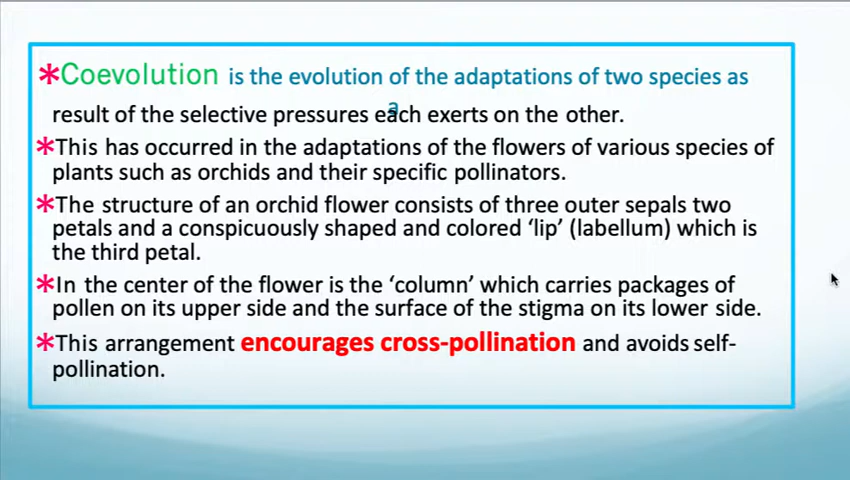 *Coevolution is the evolution of the adaptations of two species as
a
result of the selective pressures each exerts on the other.
*This has occurred in the adaptations of the flowers of various species of
plants such as orchids and their specific pollinators.
*The structure of an orchid flower consists of three outer sepals two
petals and a conspicuously shaped and colored ‘lip’ (labellum) which is
the third petal.
*In the center of the flower is the ‘column’ which carries packages of
pollen on its upper side and the surface of the stigma on its lower side.
*This arrangement encourages cross-pollination and avoids self-
pollination.